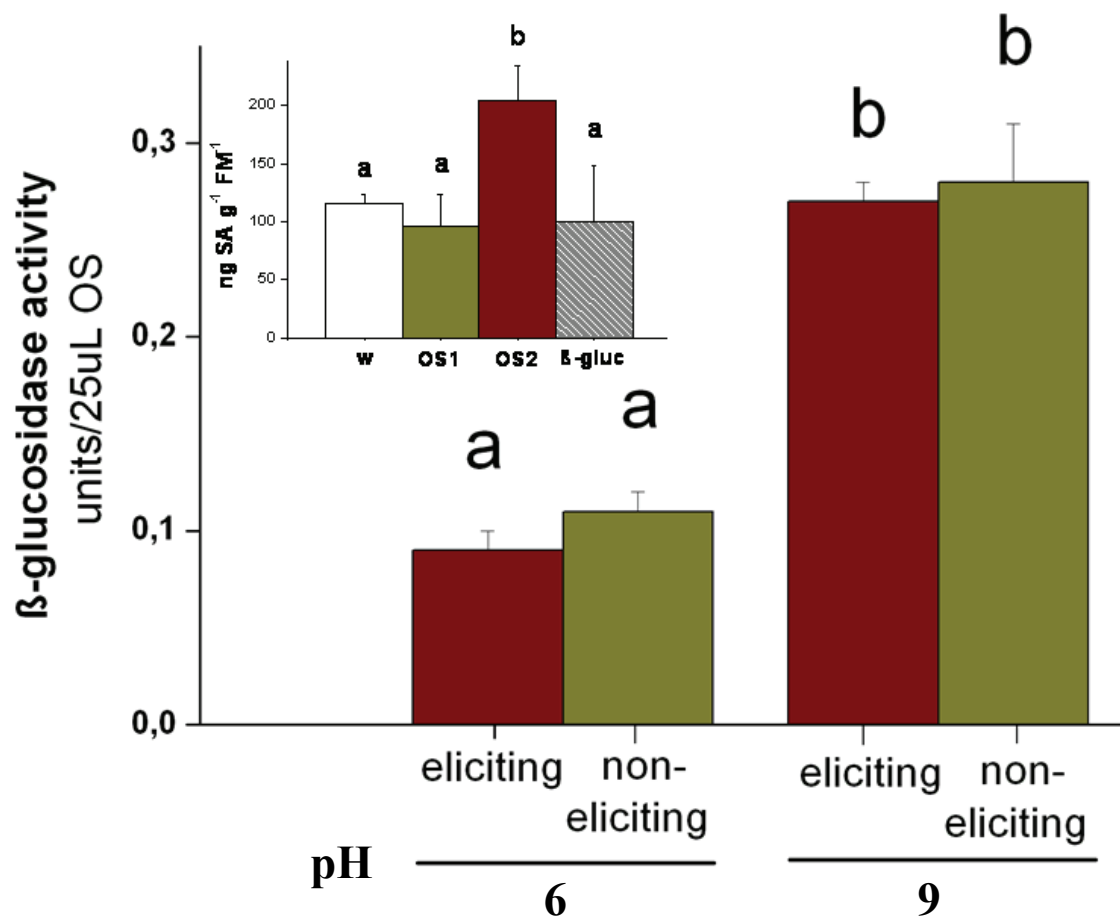 ß-glucosidase activity
units/25uL OS
0,3
0,2
0,1
0,0
ng SA g⁻¹ FM⁻¹
200
150
100
50
0
a
a
b
a
w
OS1
OS2
ß-gluc
a
a
b
b
eliciting
non-
eliciting
eliciting
non-
eliciting
pH
6
9